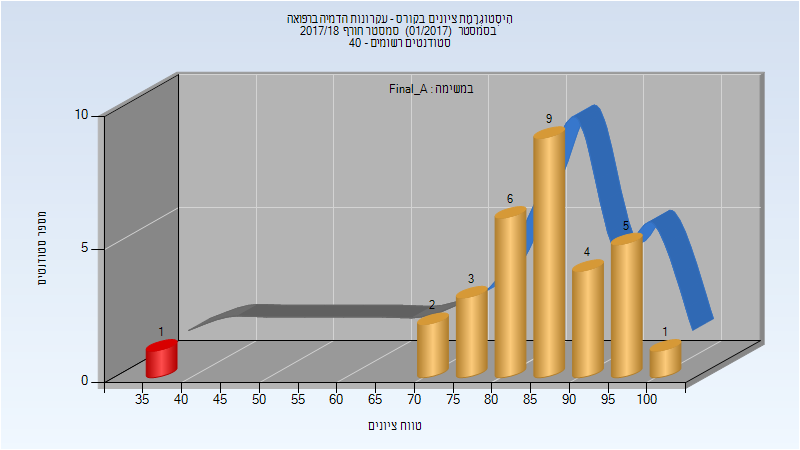 היסטוגרמת ציונים בקורס - עקרונות הדמיה ברפואה
בסמסטר (01/2017) סמסטר חורף 2017/18
סטודנטים רשומים - 40
במשימה : Final_A
מספר סטודנטים
10
5
0
1
2
3
6
9
4
5
1
35 40 45 50 55 60 65 70 75 80 85 90 95 100
טווח ציונים